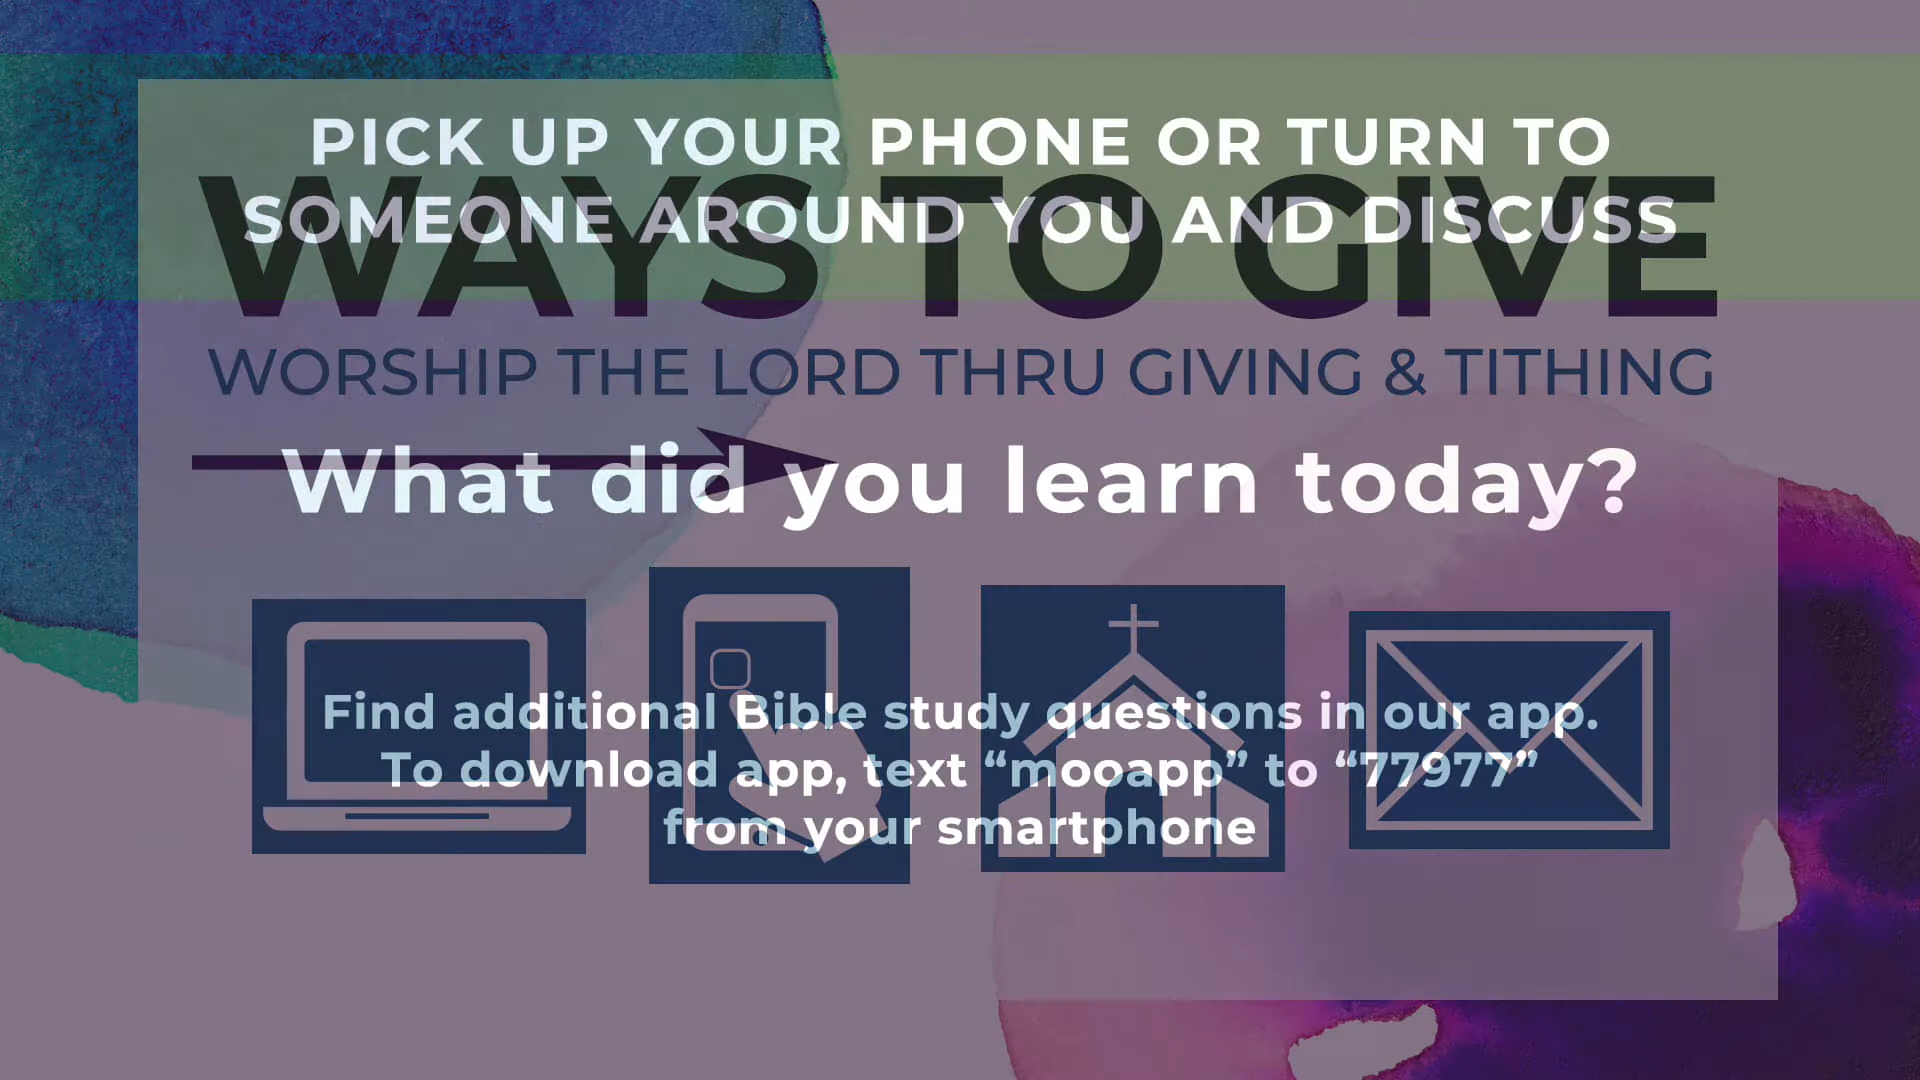 PICK UP YOUR PHONE OR TURN TO
SOMEONE AROUND YOU AND DISCUSS
WAYS TO GIVE
WORSHIP THE LORD THRU GIVING & TITHING
What did you learn today?
Find additional Bible study questions in our app.
To download app, text “mooapp” to “77977”
from your smartphone